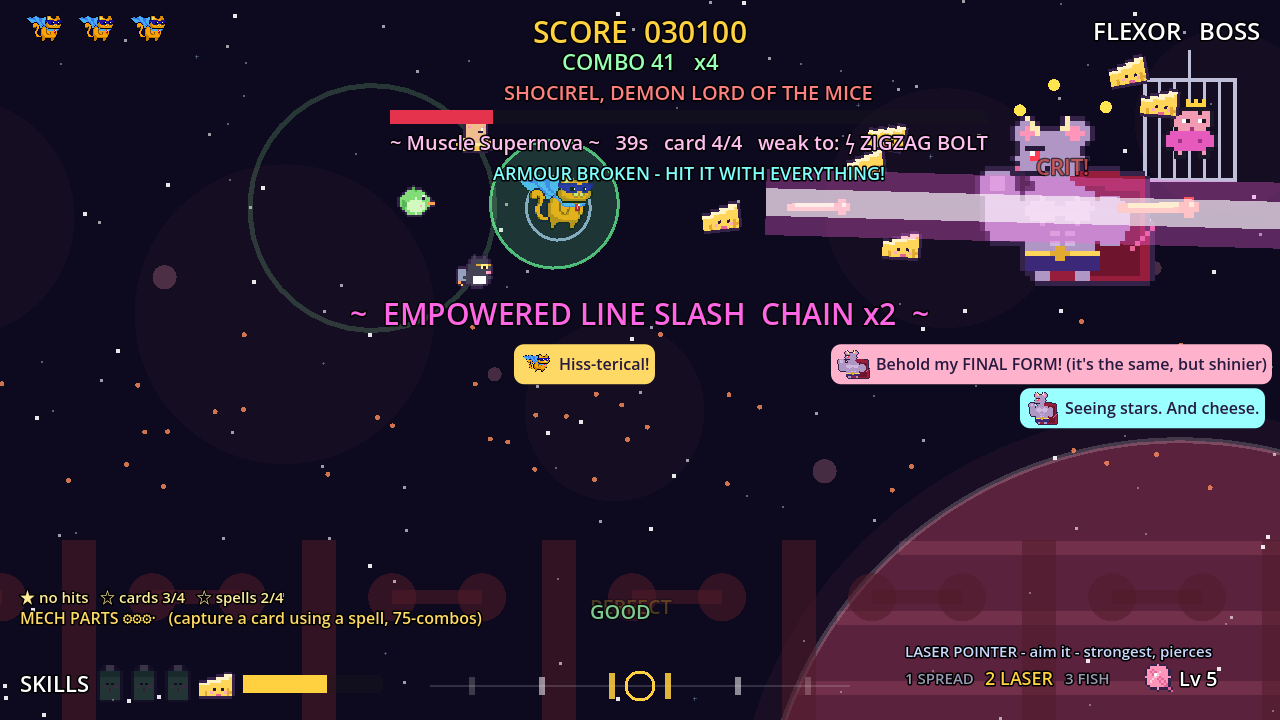 SCORE 030100
FLEXOR BOSS
COMBO 41 x4
SHOCIREL, DEMON LORD OF THE MICE
~ Muscle Supernova ~ 39s card 4/4 weak to: ϟ ZIGZAG BOLT
CRIT!
ARMOUR BROKEN - HIT IT WITH EVERYTHING!
~ EMPOWERED LINE SLASH CHAIN x2 ~
Hiss-terical!
Behold my FINAL FORM! (it's the same, but shinier)
Seeing stars. And cheese.
★ no hits ☆ cards 3/4 ☆ spells 2/4
MECH PARTS ⚙⚙⚙· (capture a card using a spell, 75-combos)
PERFECT
GOOD
LASER POINTER - aim it - strongest, pierces
SKILLS
1 SPREAD 2 LASER 3 FISH
Lv 5